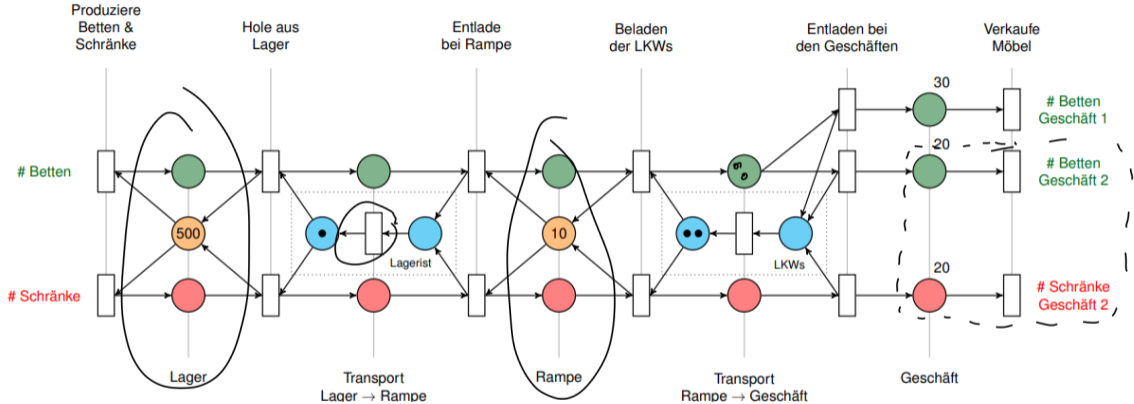 Produziere
Betten &
Schränke
Hole aus
Lager
Entlade
bei Rampe
Beladen
der LKWs
Entladen bei
den Geschäften
Verkaufe
Möbel
30
# Betten
Geschäft 1
# Betten
20
# Betten
Geschäft 2
500
10
Lagerist
LKWs
# Schränke
20
# Schränke
Geschäft 2
Lager
Transport
Lager → Rampe
Rampe
Transport
Rampe → Geschäft
Geschäft